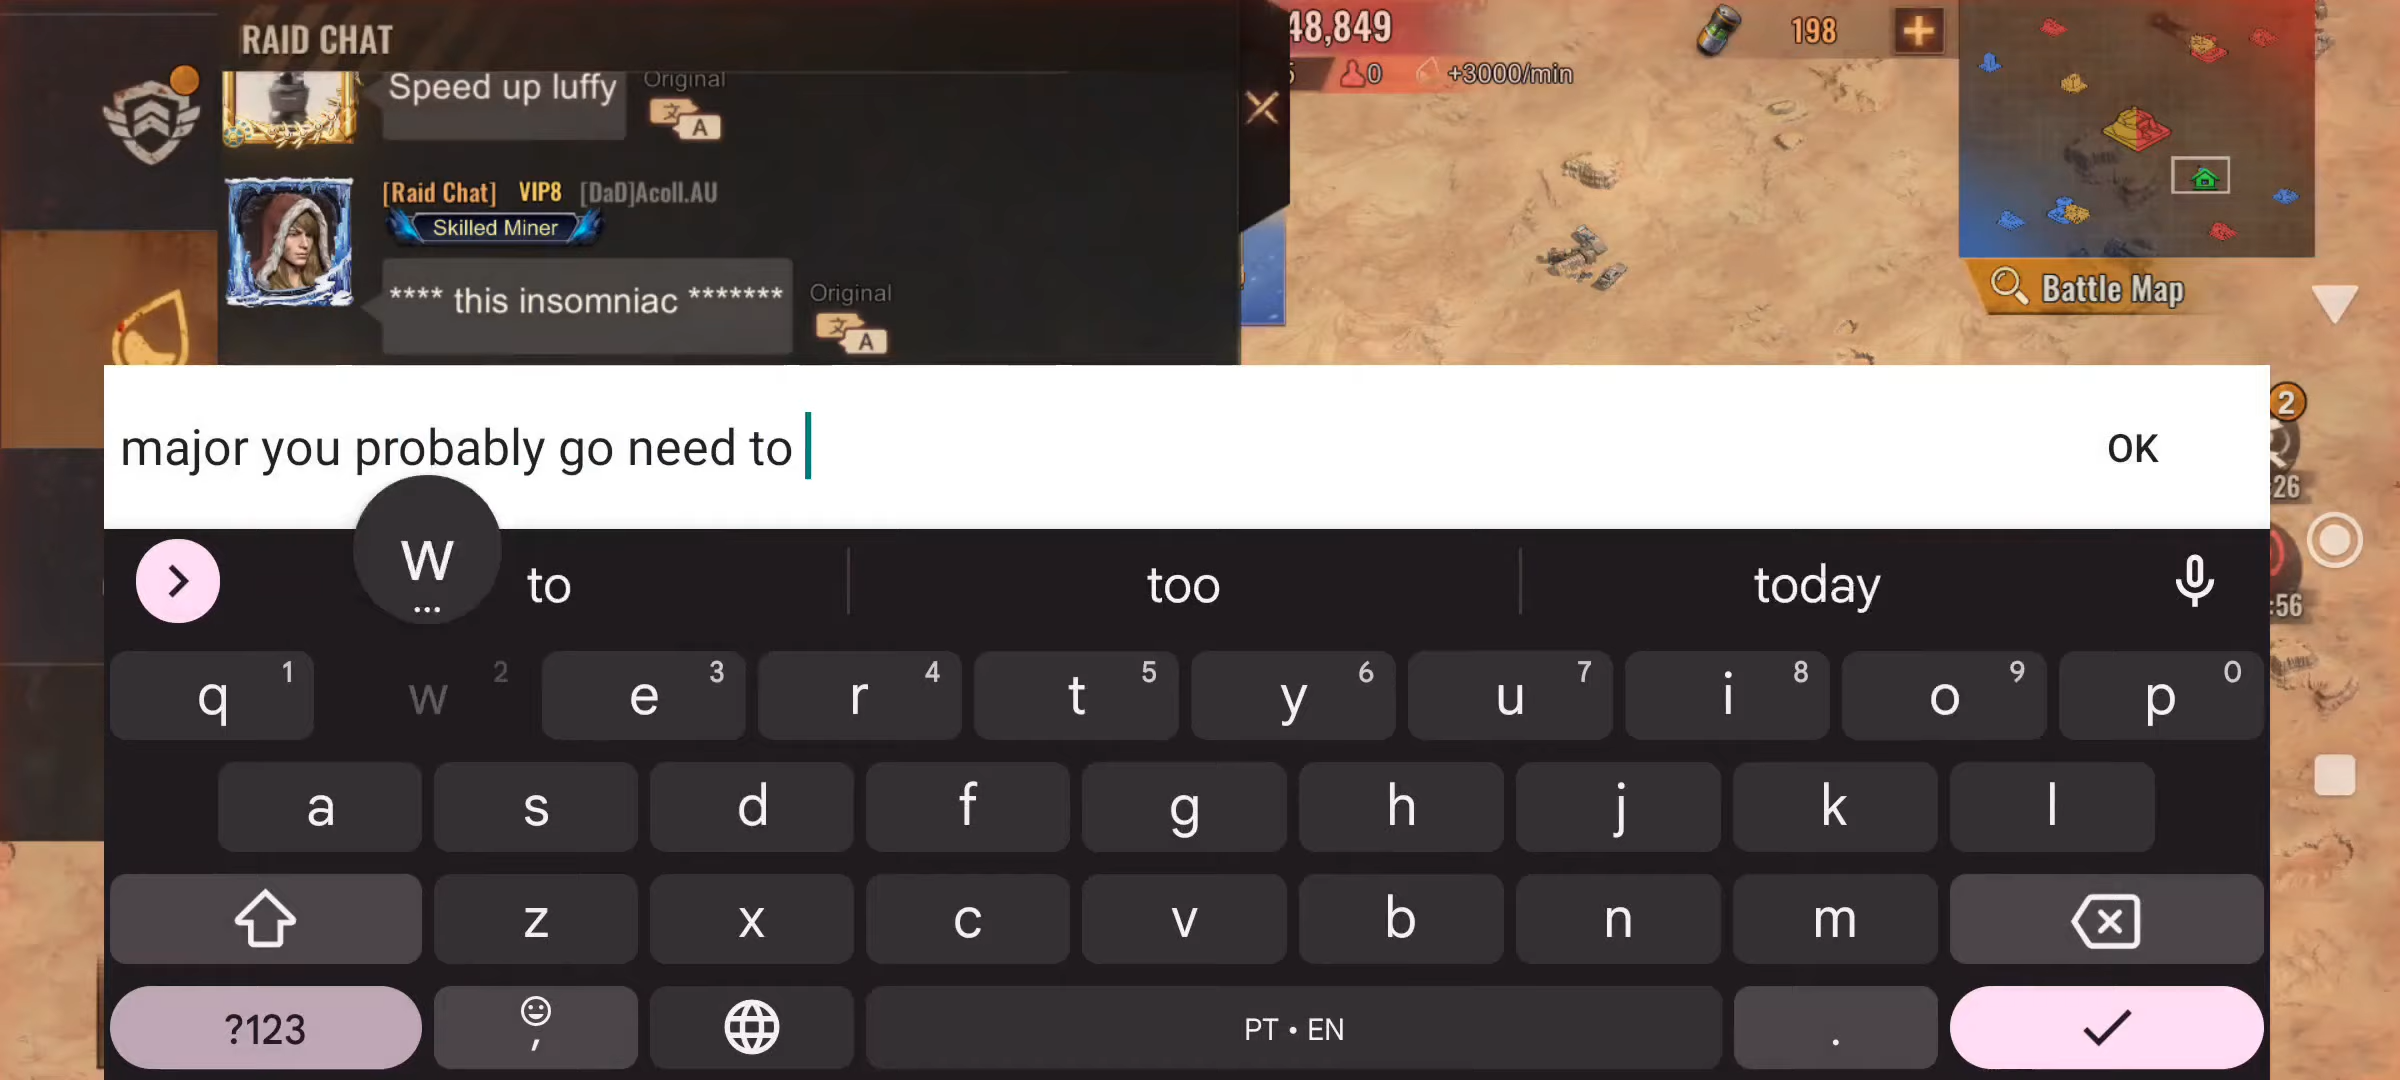 RAID CHAT
Speed up luffy
Original
文 A
[Raid Chat] VIP8 [DaD]Acoll.AU
Skilled Miner
**** this insomniac *******
Original
文 A
48,849
0
+3000/min
198
Battle Map
2
:26
:56
major you probably go need to
OK
w
...
to
too
today
q 1
w 2
e 3
r 4
t 5
y 6
u 7
i 8
o 9
p 0
a s d f g h j k l
z x c v b n m
?123
,
PT • EN
.